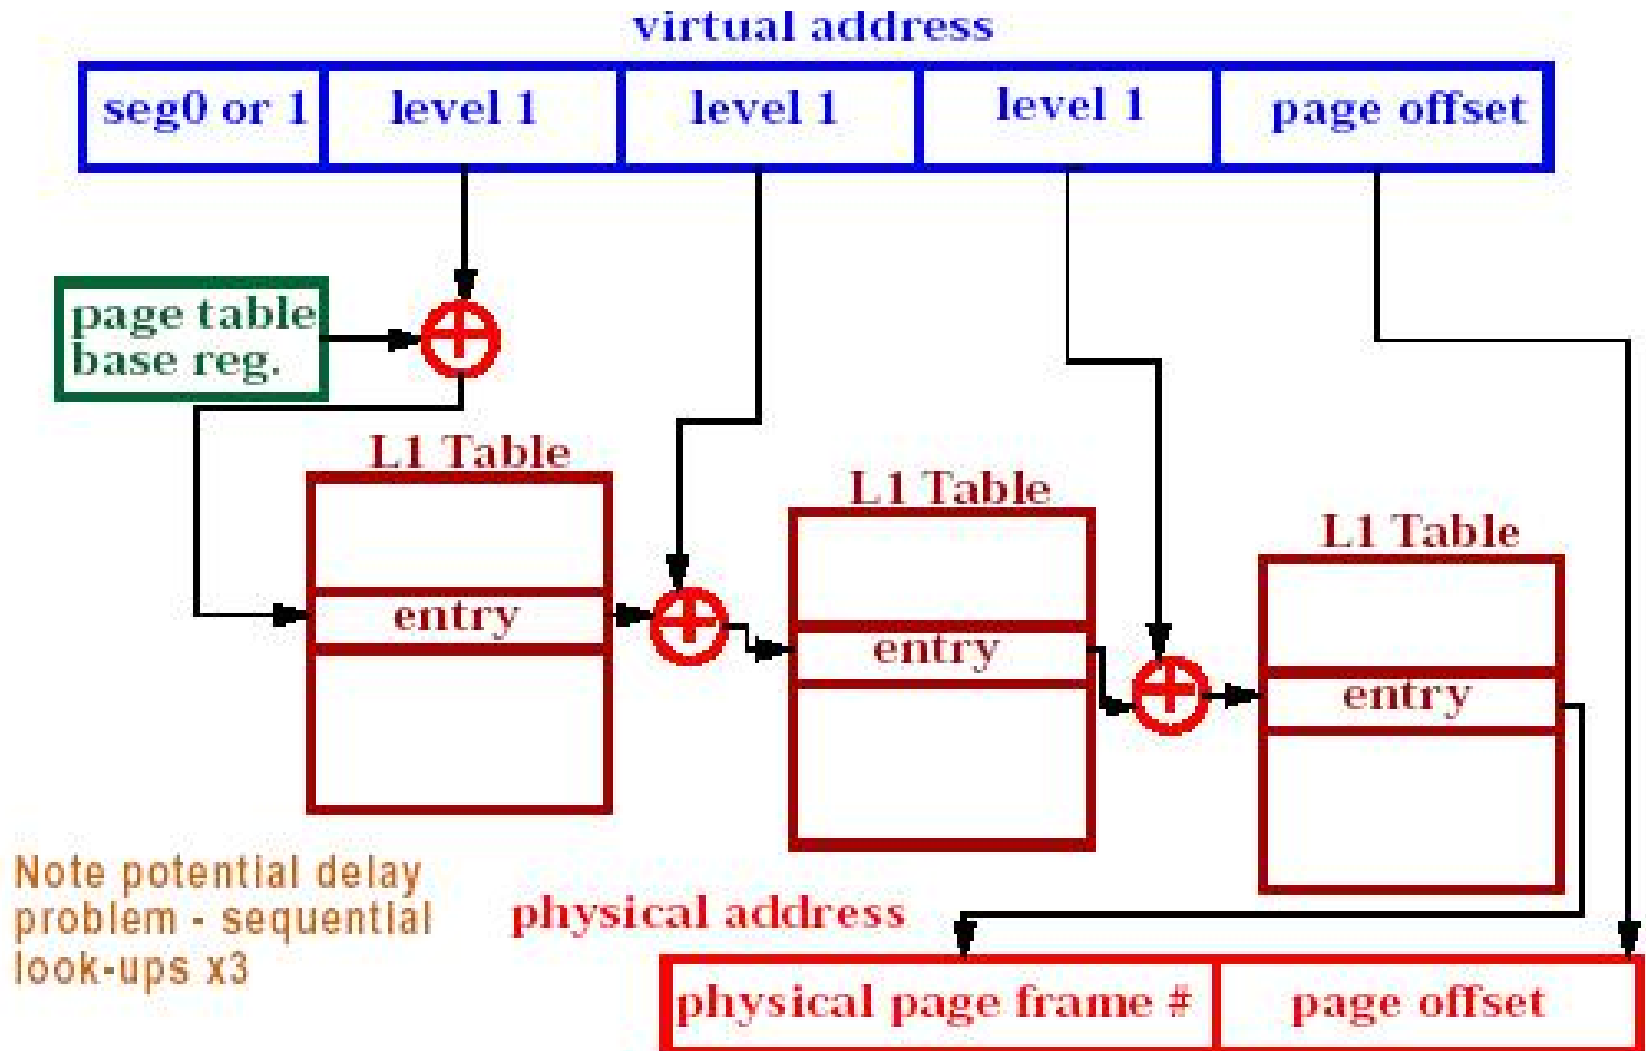 virtual address
seg0 or 1
level 1
level 1
level 1
page offset
page table
base reg.
L1 Table
L1 Table
L1 Table
entry
entry
entry
Note potential delay
problem - sequential
look-ups x3
physical address
physical page frame #
page offset